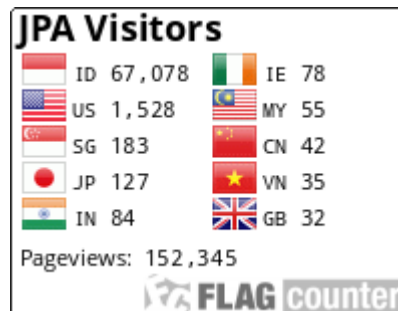 JPA Visitors
ID 67,078 IE 78
US 1,528 MY 55
SG 183 CN 42
JP 127 VN 35
IN 84 GB 32
Pageviews: 152,345
FC FLAG counter